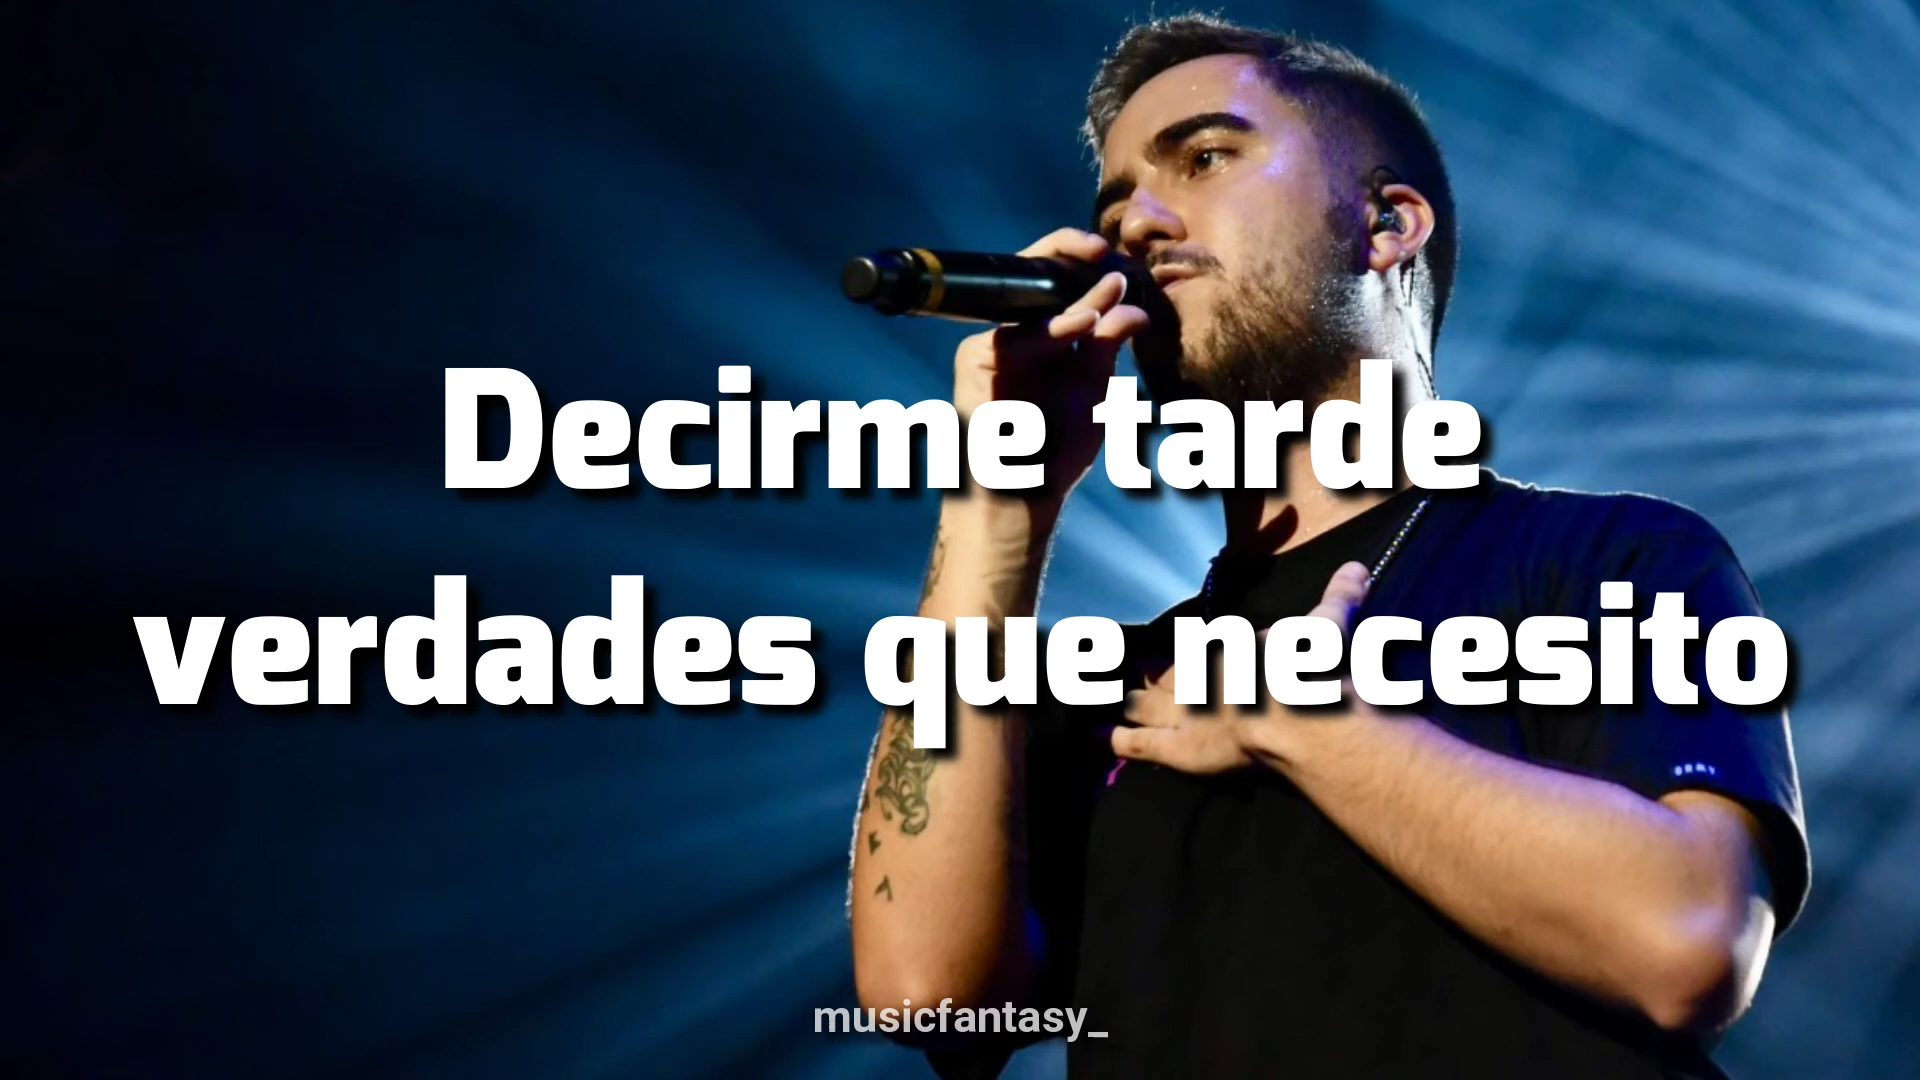 Decirme tarde
verdades que necesito
musicfantasy_